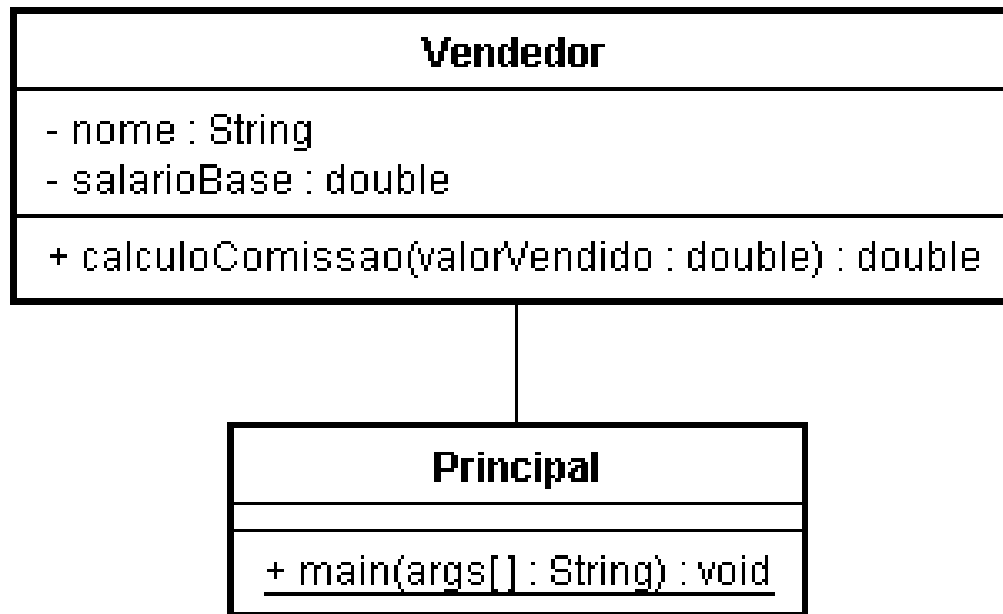 Vendedor
- nome : String
- salarioBase : double
+ calculoComissao(valorVendido : double) : double
Principal
+ main(args[] : String) : void